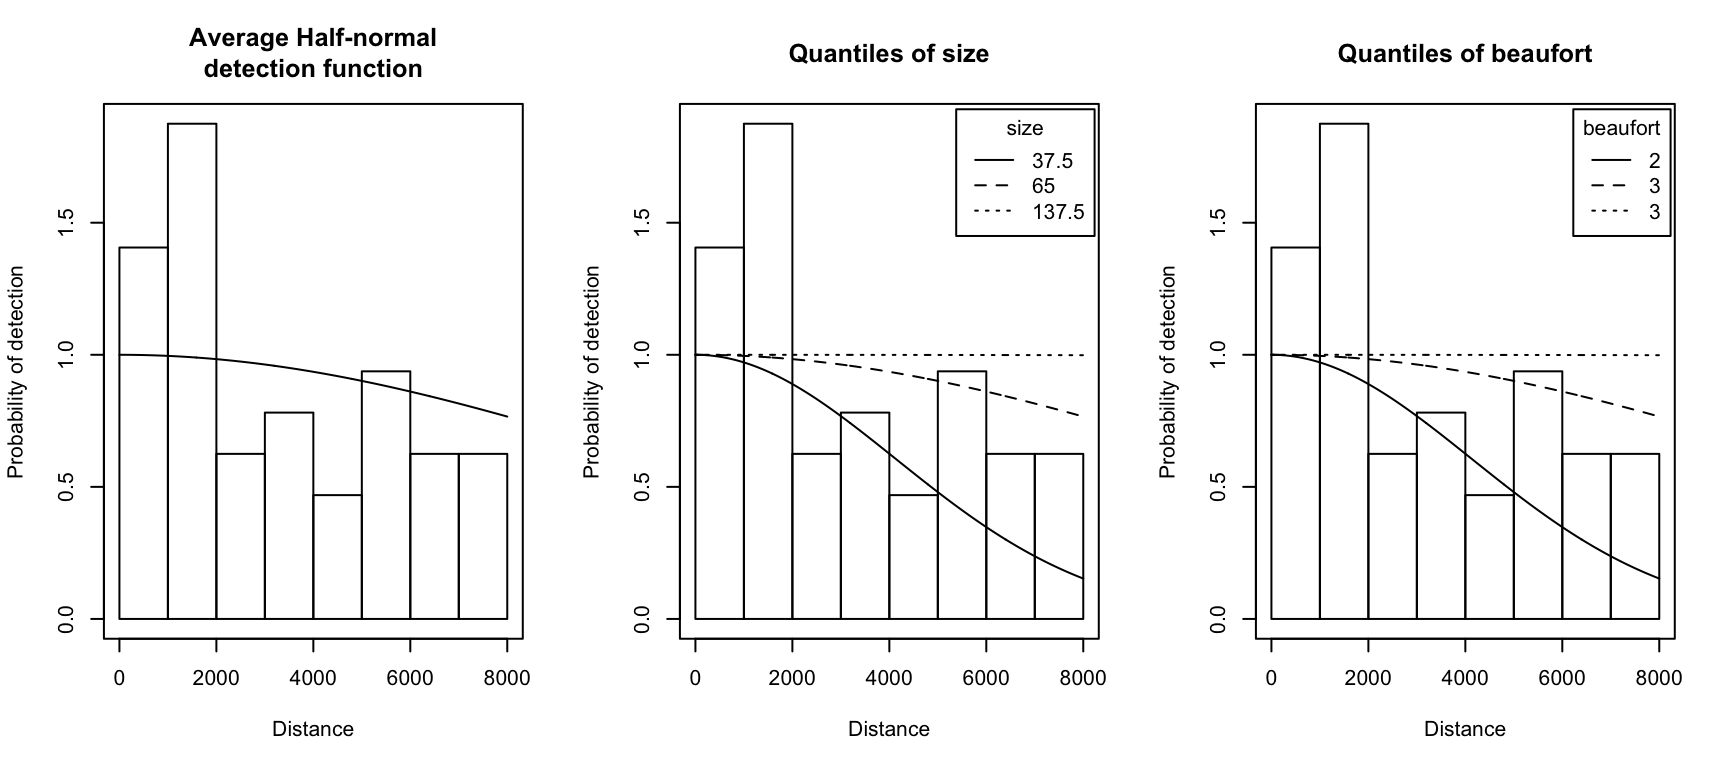 Average Half-normal
detection function
Probability of detection
0.0 0.5 1.0 1.5
0 2000 4000 6000 8000
Distance
Quantiles of size
size
37.5
65
137.5
Probability of detection
0.0 0.5 1.0 1.5
0 2000 4000 6000 8000
Distance
Quantiles of beaufort
beaufort
2
3
3
Probability of detection
0.0 0.5 1.0 1.5
0 2000 4000 6000 8000
Distance